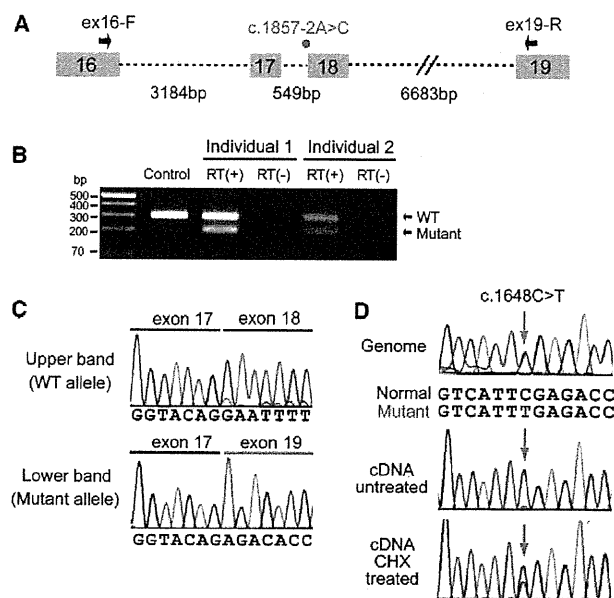 A
ex16-F
c.1857-2A>C
ex19-R
16
17
18
19
3184bp
549bp
6683bp
B
Individual 1
Individual 2
bp
Control
RT(+)
RT(-)
RT(+)
RT(-)
500
400
300
200
70
WT
Mutant
C
exon 17
exon 18
Upper band
(WT allele)
GGTACAGGAATTTT
exon 17
exon 19
Lower band
(Mutant allele)
GGTACAGAGACACC
D
c.1648C>T
Genome
Normal GTCATTCGAGACC
Mutant GTCATTTGAGACC
cDNA
untreated
cDNA
CHX
treated